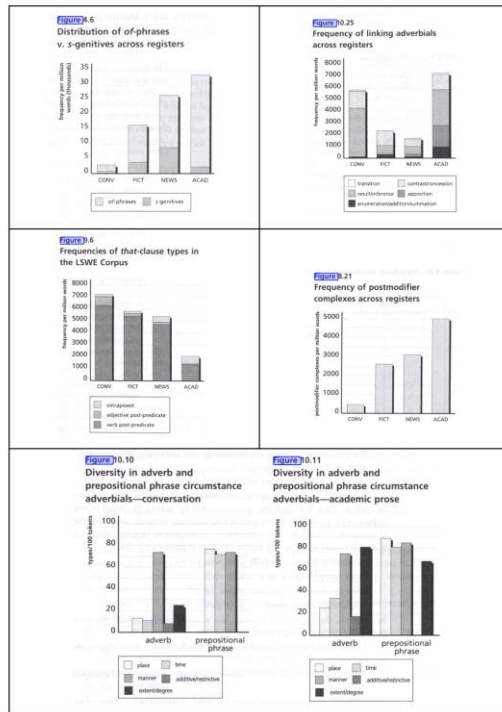 Figure 4.6
Distribution of of-phrases
v. s-genitives across registers
frequency per million
words (thousands)
35
30
25
20
15
10
5
0
CONV FICT NEWS ACAD
of-phrases s-genitives
Figure 10.25
Frequency of linking adverbials
across registers
frequency per million words
8000
7000
6000
5000
4000
3000
2000
1000
0
CONV FICT NEWS ACAD
transition contrast/concession
result/inference apposition
enumeration/addition/summation
Figure 9.6
Frequencies of that-clause types in
the LSWE Corpus
frequency per million words
8000
7000
6000
5000
4000
3000
2000
1000
0
CONV FICT NEWS ACAD
extraposed
adjective post-predicate
verb post-predicate
Figure 8.21
Frequency of postmodifier
complexes across registers
postmodifier complexes per million words
5000
4000
3000
2000
1000
0
CONV FICT NEWS ACAD
Figure 10.10
Diversity in adverb and
prepositional phrase circumstance
adverbials—conversation
types/100 tokens
100
80
60
40
20
0
adverb prepositional
phrase
place time
manner additive/restrictive
extent/degree
Figure 10.11
Diversity in adverb and
prepositional phrase circumstance
adverbials—academic prose
types/100 tokens
100
80
60
40
20
0
adverb prepositional
phrase
place time
manner additive/restrictive
extent/degree